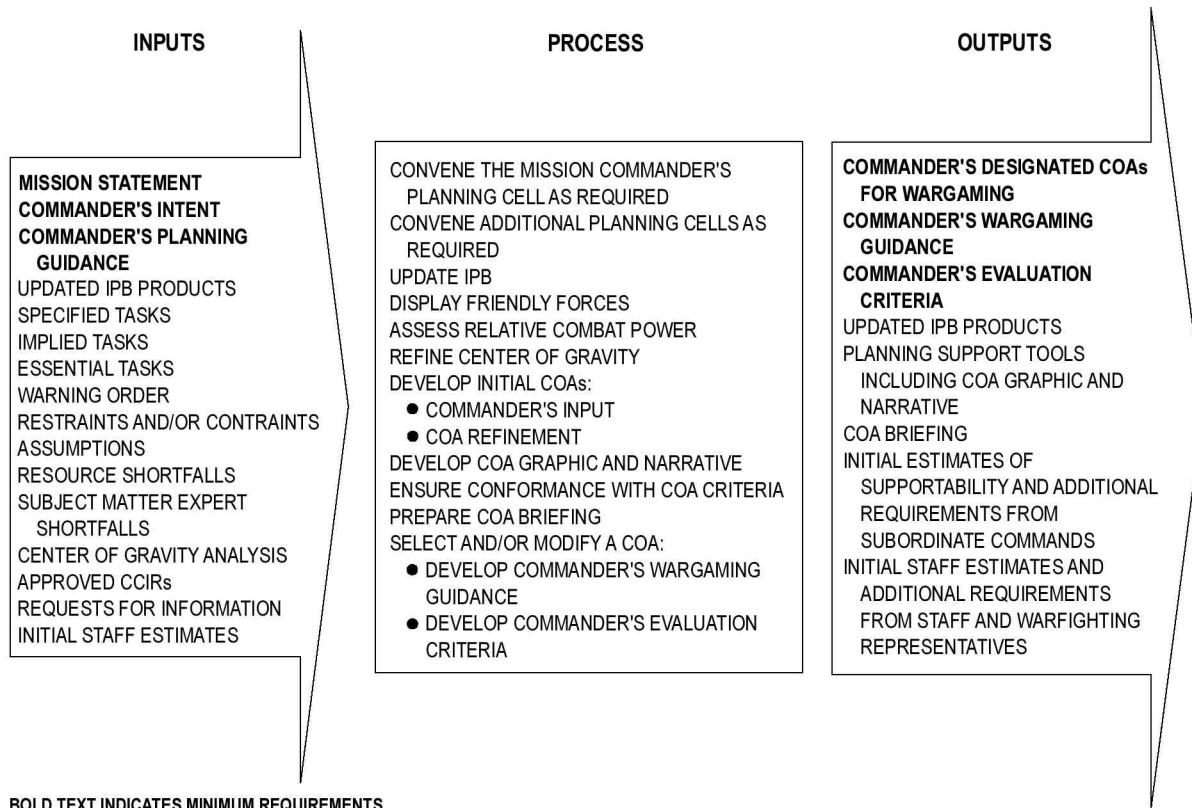 INPUTS
PROCESS
OUTPUTS
MISSION STATEMENT
COMMANDER'S INTENT
COMMANDER'S PLANNING
GUIDANCE
UPDATED IPB PRODUCTS
SPECIFIED TASKS
IMPLIED TASKS
ESSENTIAL TASKS
WARNING ORDER
RESTRAINTS AND/OR CONTRAINTS
ASSUMPTIONS
RESOURCE SHORTFALLS
SUBJECT MATTER EXPERT
SHORTFALLS
CENTER OF GRAVITY ANALYSIS
APPROVED CCIRs
REQUESTS FOR INFORMATION
INITIAL STAFF ESTIMATES
CONVENE THE MISSION COMMANDER'S
PLANNING CELL AS REQUIRED
CONVENE ADDITIONAL PLANNING CELLS AS
REQUIRED
UPDATE IPB
DISPLAY FRIENDLY FORCES
ASSESS RELATIVE COMBAT POWER
REFINE CENTER OF GRAVITY
DEVELOP INITIAL COAs:
● COMMANDER'S INPUT
● COA REFINEMENT
DEVELOP COA GRAPHIC AND NARRATIVE
ENSURE CONFORMANCE WITH COA CRITERIA
PREPARE COA BRIEFING
SELECT AND/OR MODIFY A COA:
● DEVELOP COMMANDER'S WARGAMING
GUIDANCE
● DEVELOP COMMANDER'S EVALUATION
CRITERIA
COMMANDER'S DESIGNATED COAs
FOR WARGAMING
COMMANDER'S WARGAMING
GUIDANCE
COMMANDER'S EVALUATION
CRITERIA
UPDATED IPB PRODUCTS
PLANNING SUPPORT TOOLS
INCLUDING COA GRAPHIC AND
NARRATIVE
COA BRIEFING
INITIAL ESTIMATES OF
SUPPORTABILITY AND ADDITIONAL
REQUIREMENTS FROM
SUBORDINATE COMMANDS
INITIAL STAFF ESTIMATES AND
ADDITIONAL REQUIREMENTS
FROM STAFF AND WARFIGHTING
REPRESENTATIVES
BOLD TEXT INDICATES MINIMUM REQUIREMENTS